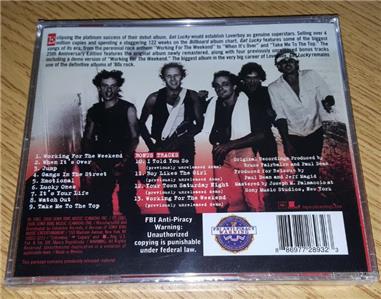 Eclipsing the platinum success of their debut album, Get Lucky would establish Loverboy as genuine superstars. Selling over 4
million copies and spending a staggering 122 weeks on the Billboard album chart, Get Lucky features some of the biggest
songs of its era, from the perennial rock anthem "Working For The Weekend" to "When It's Over" and "Take Me To The Top." The
25th Anniversary Edition features the original album newly remastered, along with four previously unreleased bonus tracks
including a demo version of "Working For The Weekend." The biggest album in the very big career of Loverboy, Get Lucky remains
one of the definitive albums of '80s rock.
1. Working For The Weekend
2. When It's Over
3. Jump
4. Gangs In The Street
5. Emotional
6. Lucky Ones
7. It's Your Life
8. Watch Out
9. Take Me To The Top
BONUS TRACKS
10. I Told You So
(previously unreleased demo)
11. Boy Likes The Girl
(previously unreleased demo)
12. Your Town Saturday Night
(previously unreleased demo)
13. Working For The Weekend
(previously unreleased demo)
Original Recordings Produced by
Bruce Fairbairn and Paul Dean
Produced for Reissue by
Paul Dean and Jeff Magid
Mastered by Joseph M. Palmaccio at
Sony Music Studios, New York
FBI Anti-Piracy
Warning:
Unauthorized
copying is punishable
under federal law.
8 86977 28932 3